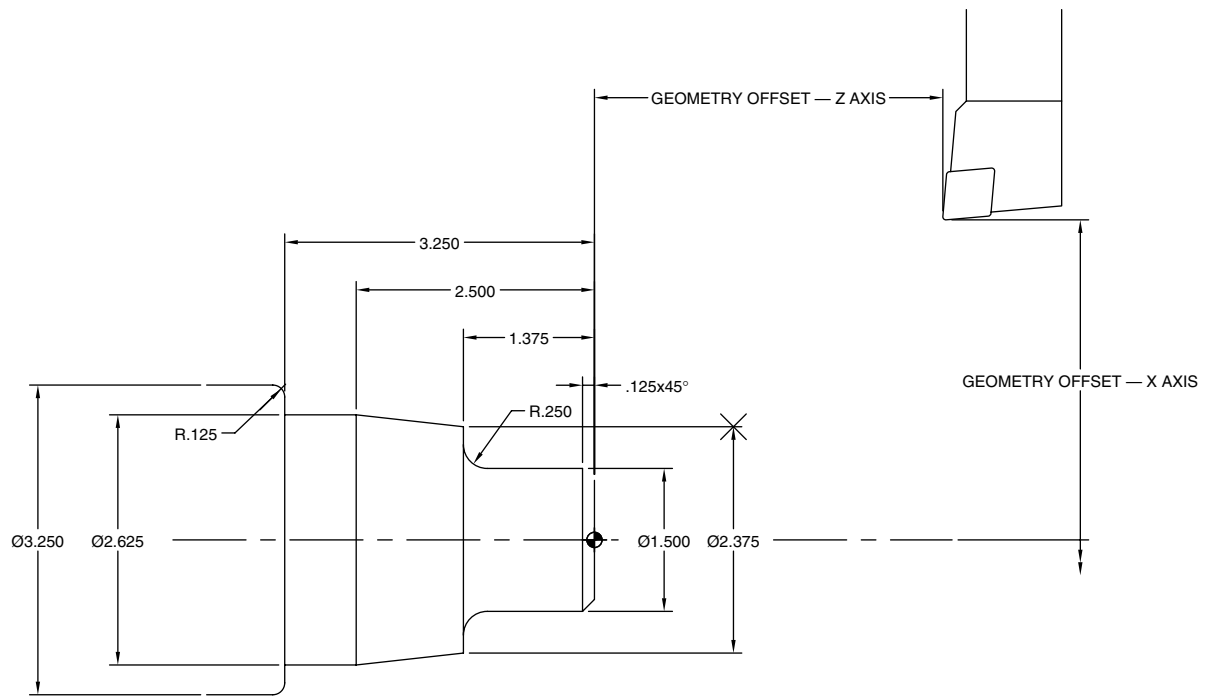 GEOMETRY OFFSET — Z AXIS
3.250
2.500
1.375
.125x45°
GEOMETRY OFFSET — X AXIS
R.250
R.125
Ø3.250
Ø2.625
Ø1.500
Ø2.375